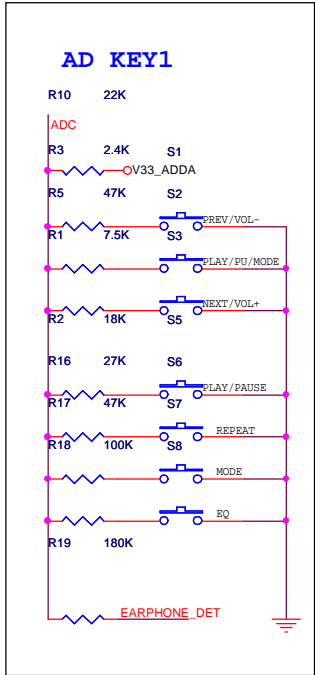 AD KEY1
R10 22K
ADC
R3 2.4K S1
V33_ADDA
R5 47K S2
PREV/VOL-
R1 7.5K S3
PLAY/PU/MODE
NEXT/VOL+
R2 18K S5
R16 27K S6
PLAY/PAUSE
R17 47K S7
REPEAT
R18 100K S8
MODE
EQ
R19 180K
EARPHONE_DET